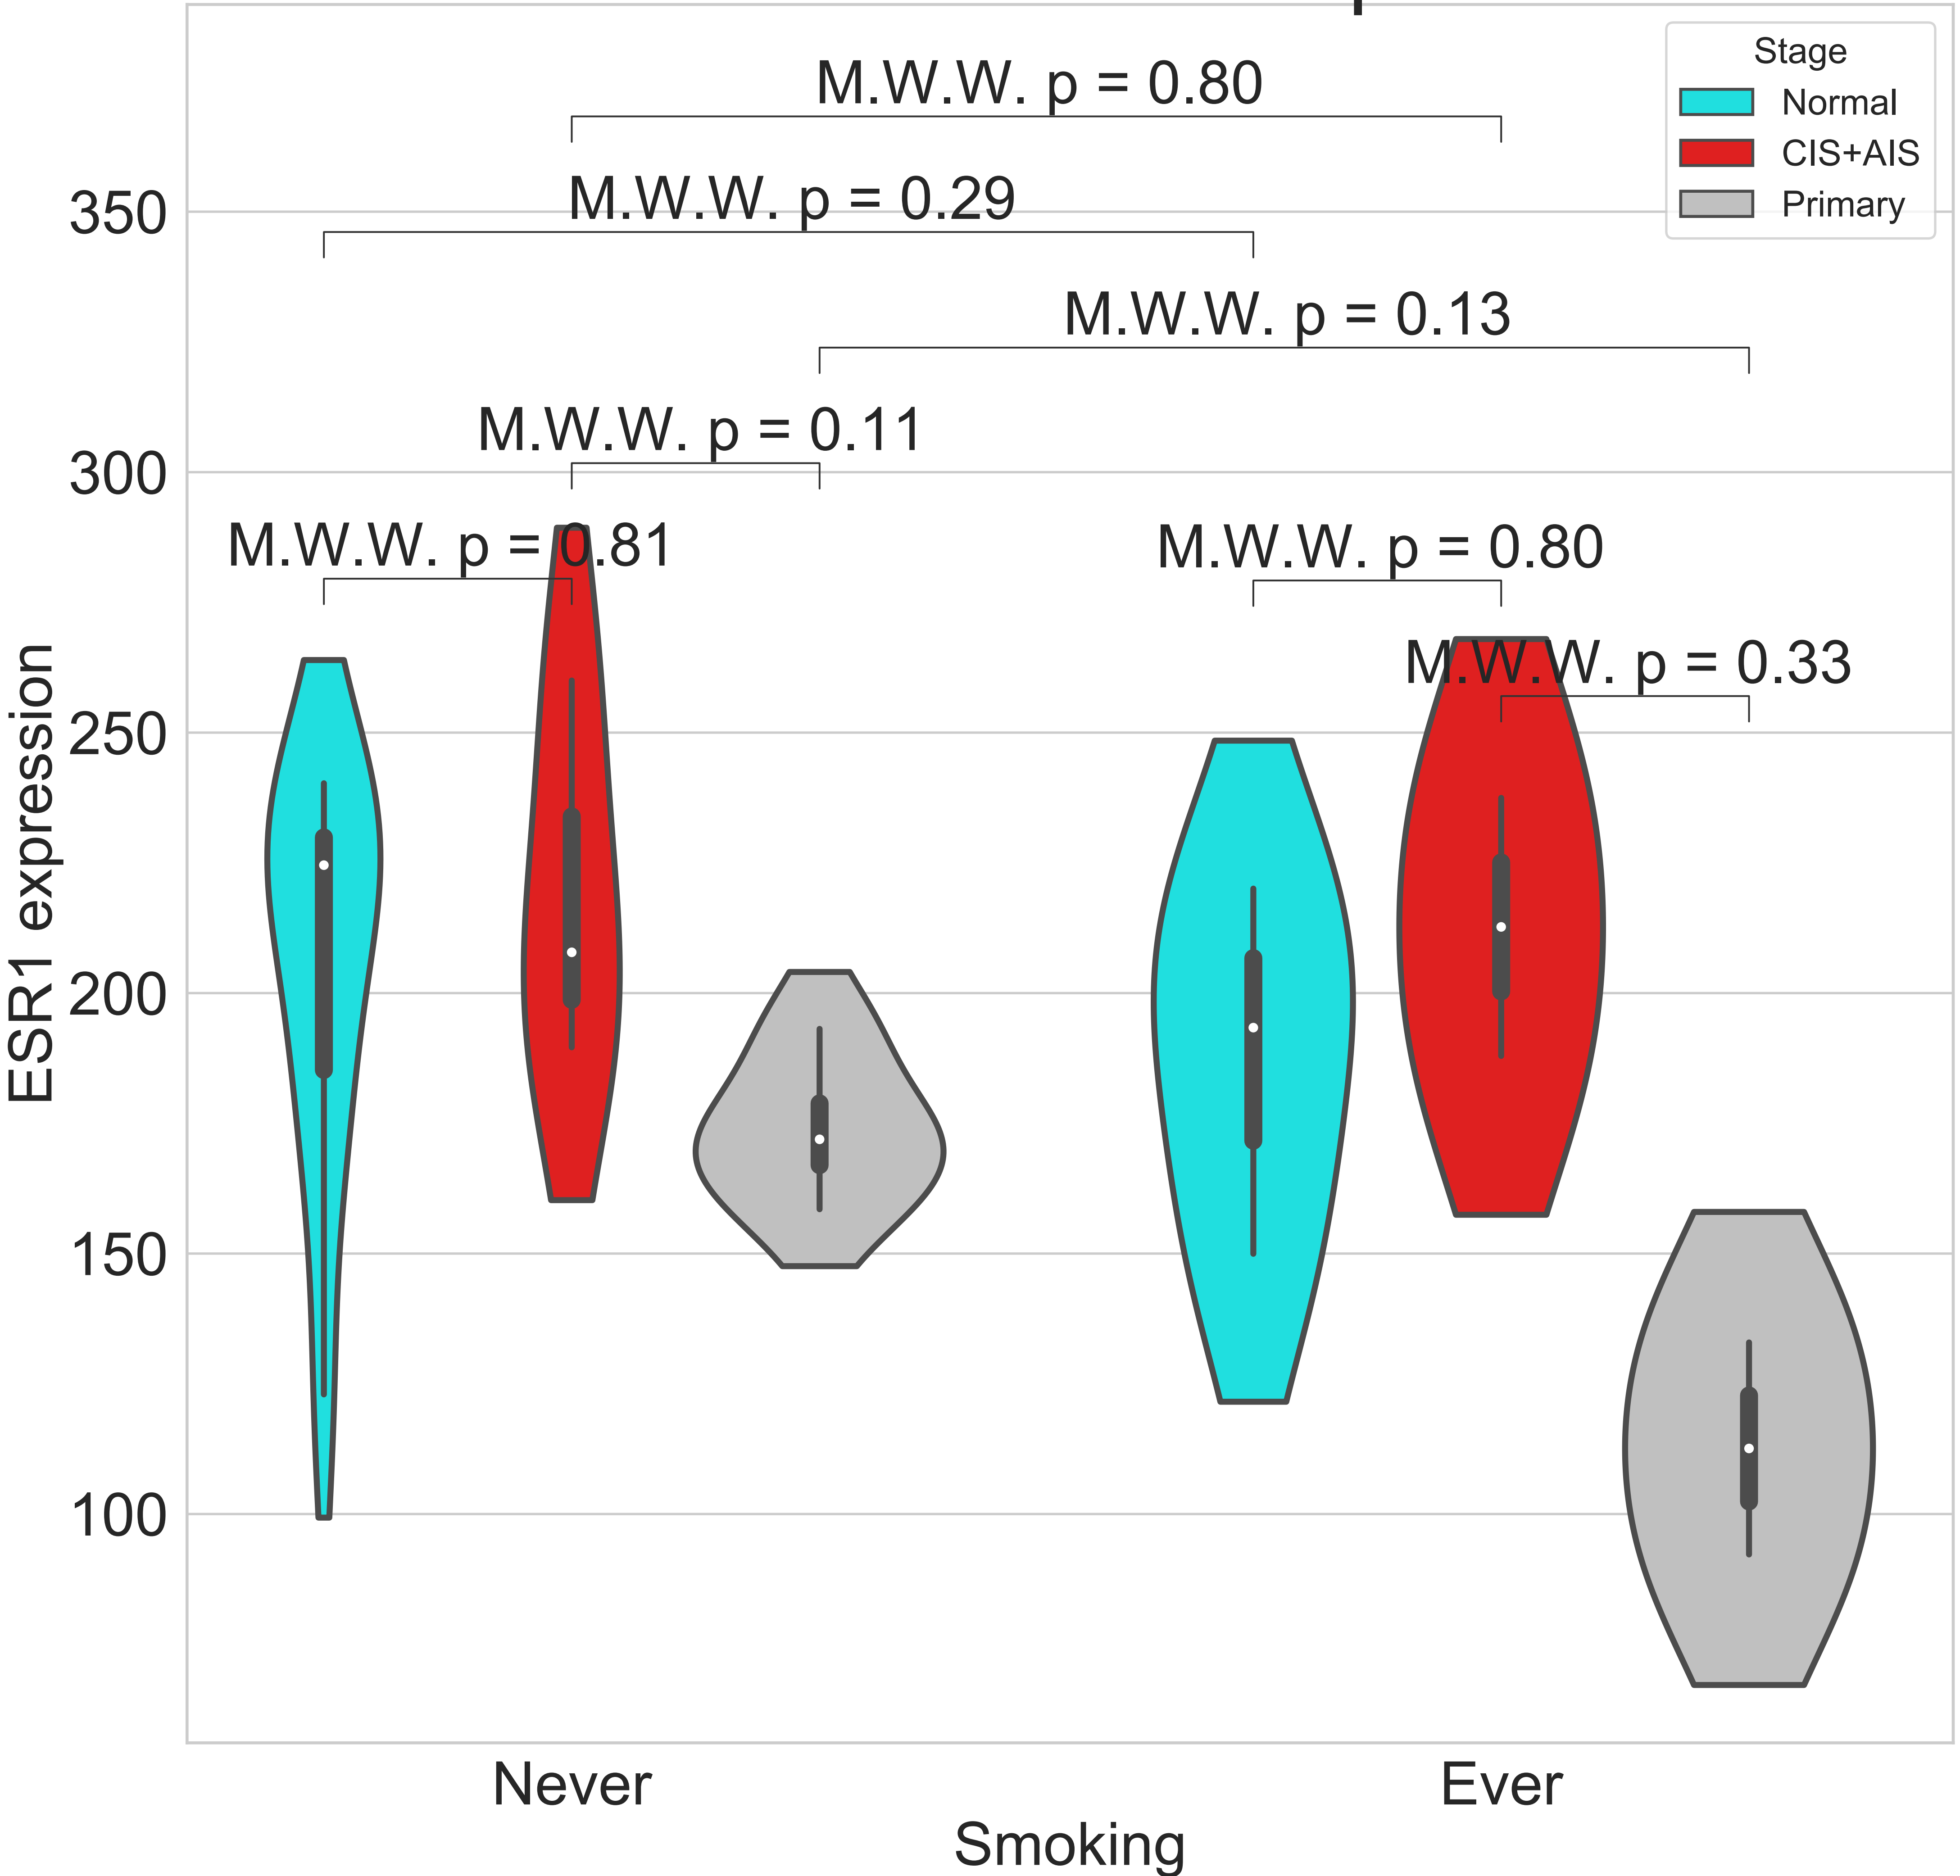 Stage
Normal
CIS+AIS
Primary
M.W.W. p = 0.80
M.W.W. p = 0.29
M.W.W. p = 0.13
M.W.W. p = 0.11
M.W.W. p = 0.81
M.W.W. p = 0.80
M.W.W. p = 0.33
350
300
250
200
150
100
ESR1 expression
Never
Ever
Smoking